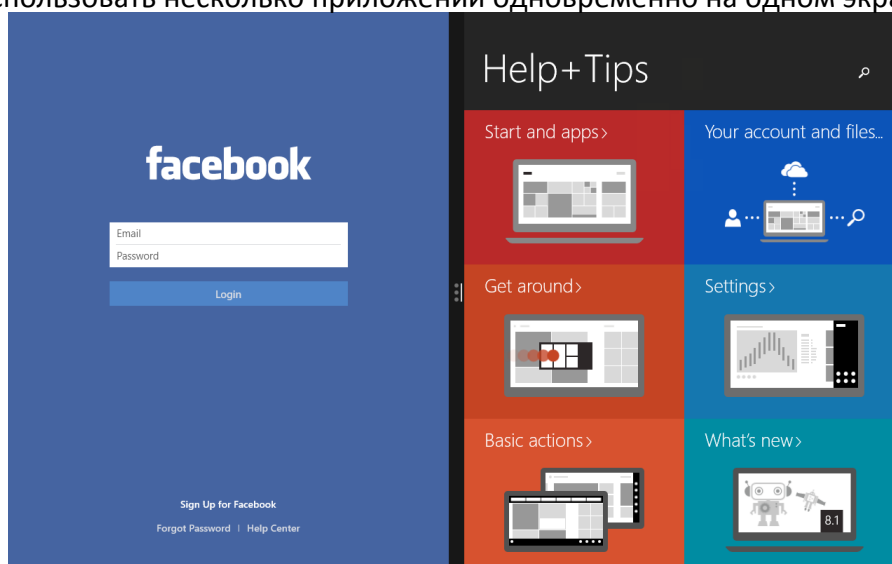 использовать несколько приложений одновременно на одном
facebook
Email
Password
Login
Sign Up for Facebook
Forgot Password | Help Center
Help+Tips
Start and apps›
Your account and files...
Get around›
Settings›
Basic actions›
What's new›
8.1